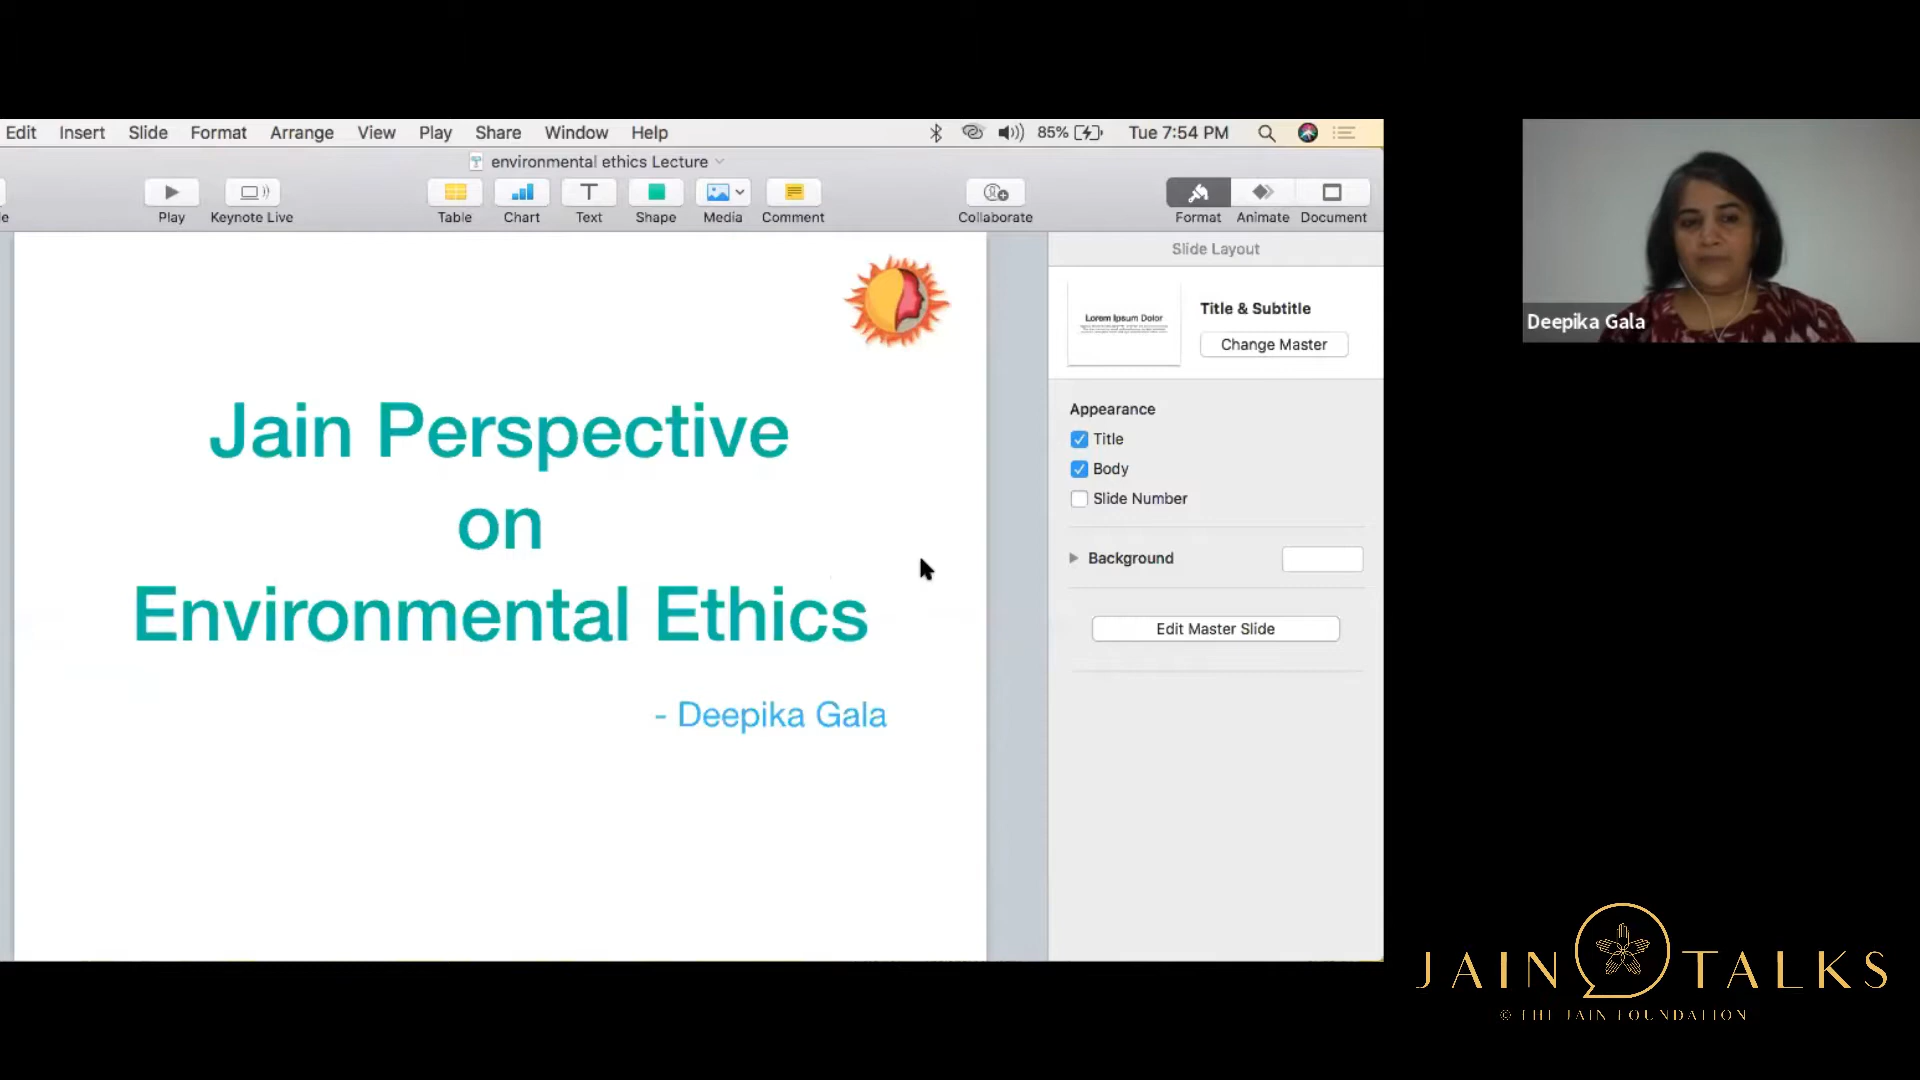 Edit Insert Slide Format Arrange View Play Share Window Help 85% Tue 7:54 PM
environmental ethics Lecture
Play Keynote Live Table Chart Text Shape Media Comment Collaborate Format Animate Document
Slide Layout
Lorem Ipsum Dolor
Title & Subtitle
Change Master
Jain Perspective
on
Environmental Ethics
- Deepika Gala
Appearance
Title
Body
Slide Number
Background
Edit Master Slide
Deepika Gala
JAIN TALKS
© THE JAIN FOUNDATION